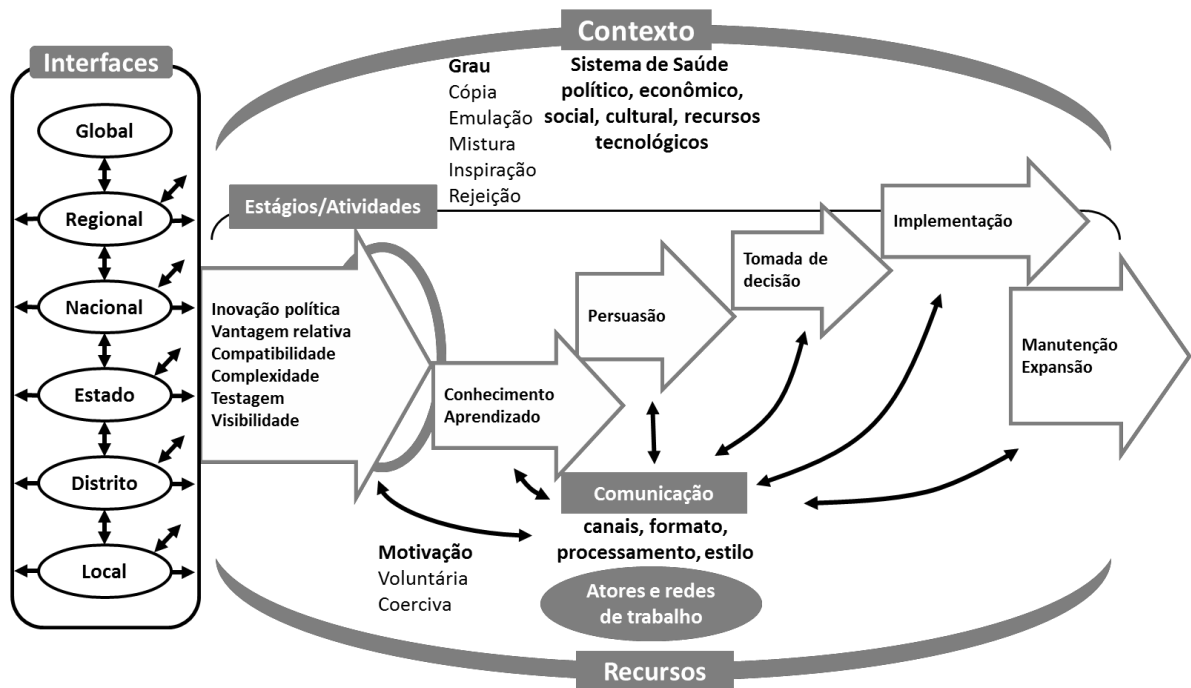 Interfaces
Global
Regional
Nacional
Estado
Distrito
Local
Contexto
Sistema de Saúde
político, econômico,
social, cultural, recursos
tecnológicos
Grau
Cópia
Emulação
Mistura
Inspiração
Rejeição
Estágios/Atividades
Inovação política
Vantagem relativa
Compatibilidade
Complexidade
Testagem
Visibilidade
Conhecimento
Aprendizado
Persuasão
Tomada de
decisão
Implementação
Manutenção
Expansão
Comunicação
canais, formato,
processamento, estilo
Motivação
Voluntária
Coerciva
Atores e redes
de trabalho
Recursos